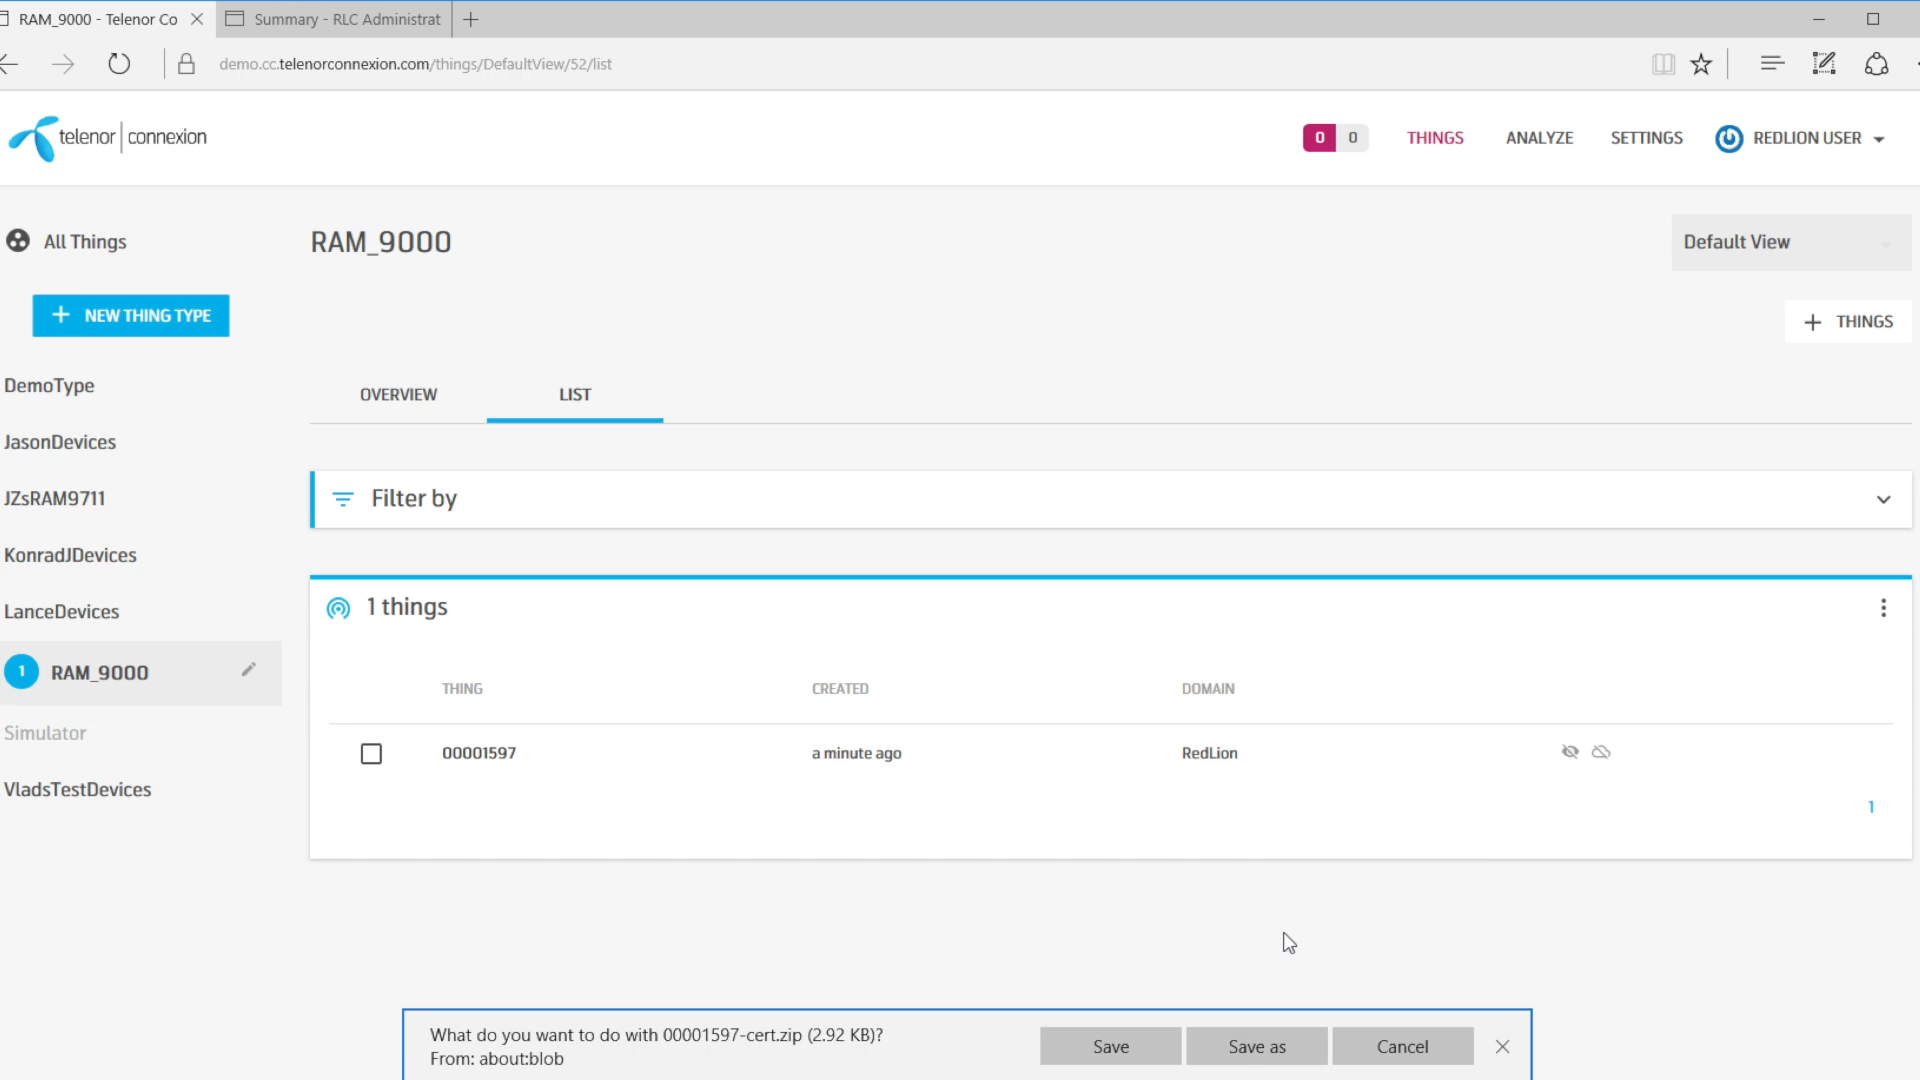 RAM_9000 - Telenor Co
Summary - RLC Administrat
demo.cc.telenorconnexion.com/things/DefaultView/52/list
telenor | connexion
0 0 THINGS ANALYZE SETTINGS REDLION USER
All Things
RAM_9000
Default View
+ NEW THING TYPE
+ THINGS
DemoType
OVERVIEW LIST
JasonDevices
JZsRAM9711
Filter by
KonradJDevices
LanceDevices
1 things
1 RAM_9000
THING CREATED DOMAIN
Simulator
00001597 a minute ago RedLion
VladsTestDevices
1
What do you want to do with 00001597-cert.zip (2.92 KB)?
From: about:blob
Save Save as Cancel